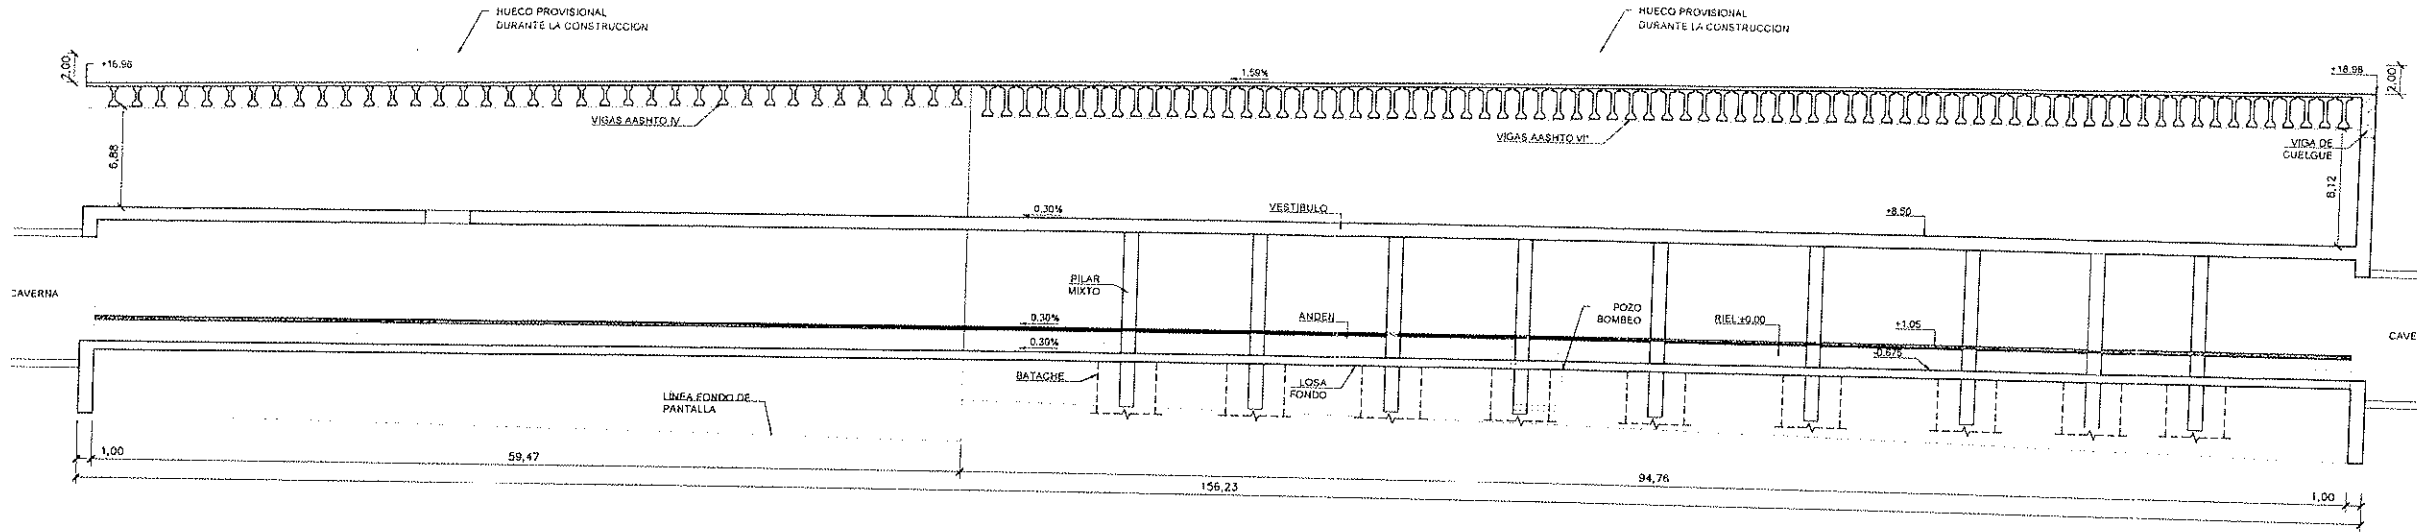 HUECO PROVISIONAL
DURANTE LA CONSTRUCCION
HUECO PROVISIONAL
DURANTE LA CONSTRUCCION
2,00
+16.96
1.59%
+18.98
2,00
VIGAS AASHTO IV
VIGAS AASHTO VI*
VIGA DE
CUELGUE
6,88
8,12
0,30%
VESTIBULO
+8.50
CAVERNA
PILAR
MIXTO
0.30%
ANDEN
POZO
BOMBEO
RIEL:+0.00
+1.05
CAVE
0.30%
-0.675
BATACHE
LOSA
FONDO
LÍNEA FONDO DE
PANTALLA
1,00
59,47
94,76
1,00
156,23